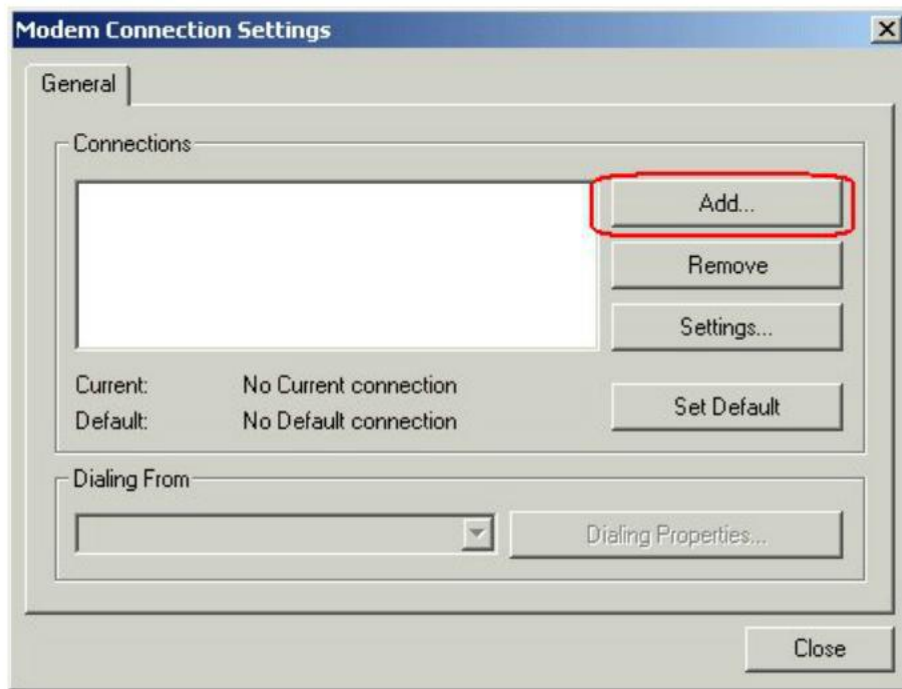 Modem Connection Settings
General
Connections
Add...
Remove
Settings...
Current: No Current connection
Default: No Default connection
Set Default
Dialing From
Dialing Properties...
Close